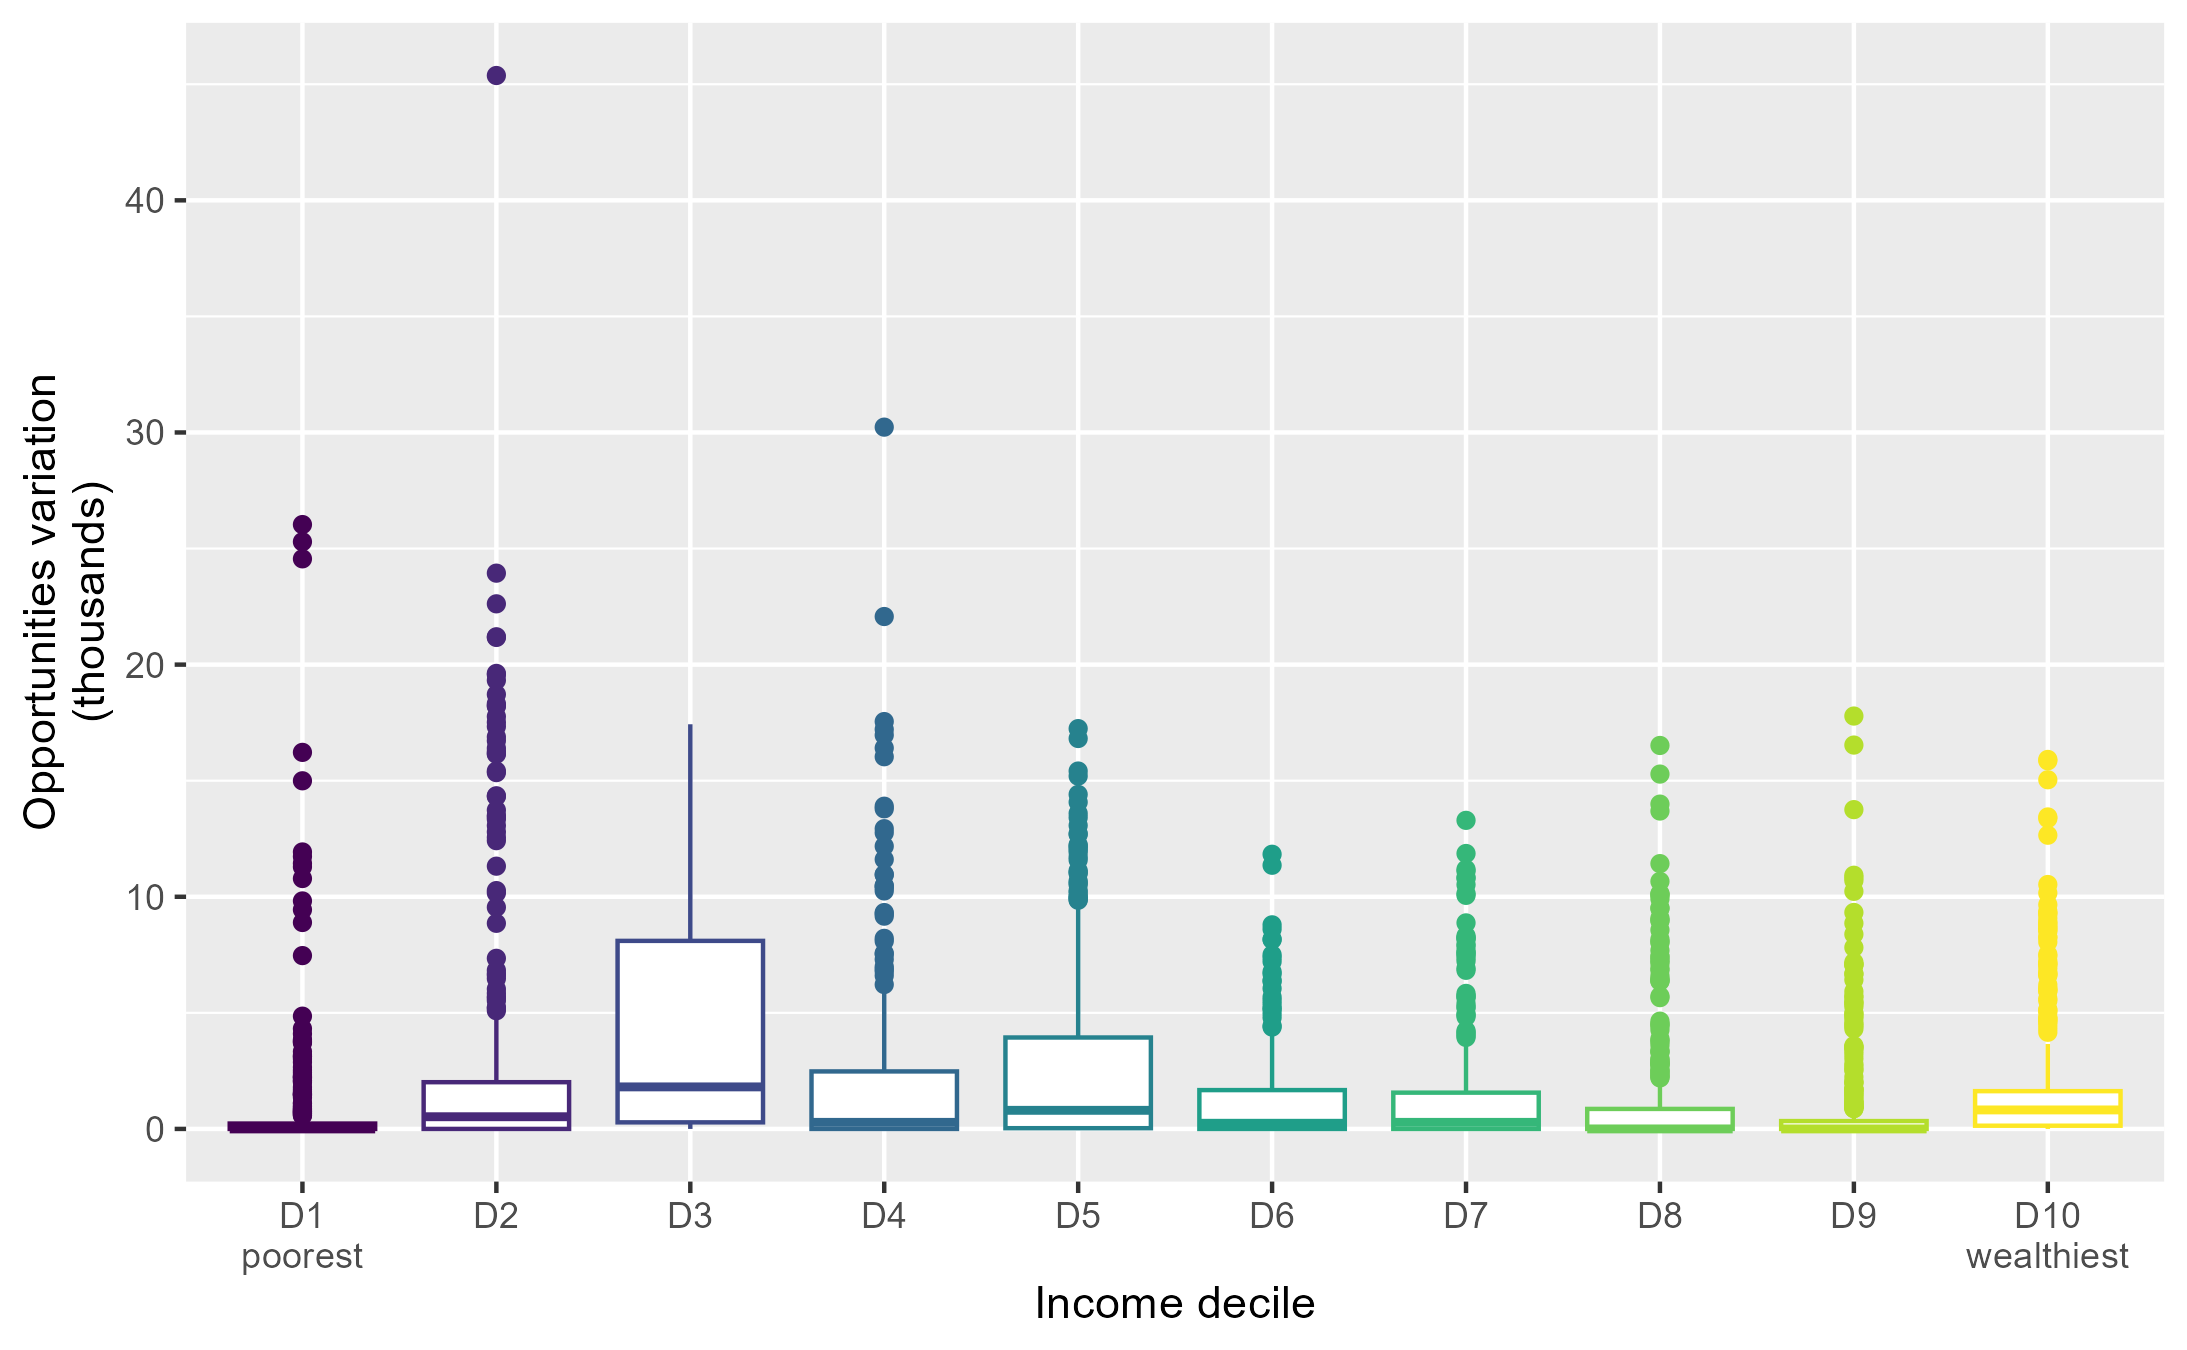 Opportunities variation
(thousands)
40
30
20
10
0
D1
poorest
D2
D3
D4
D5
D6
D7
D8
D9
D10
wealthiest
Income decile